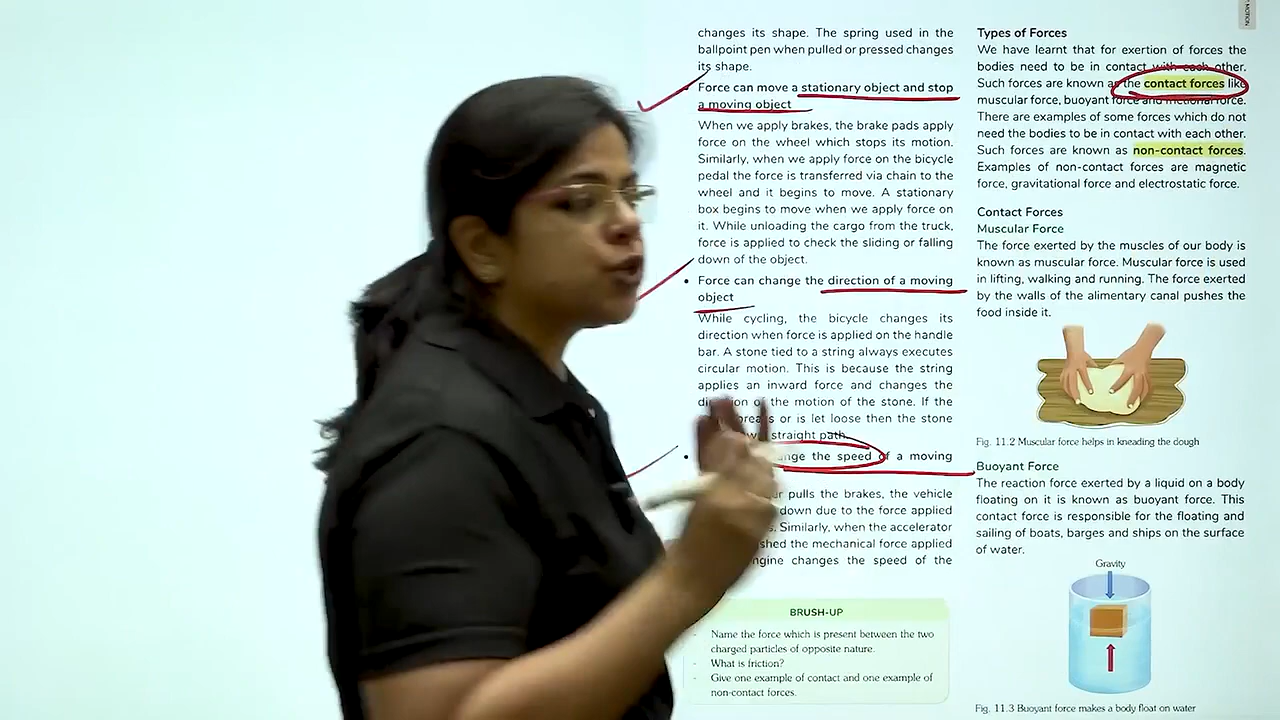 changes its shape. The spring used in the
ballpoint pen when pulled or pressed changes
its shape.
• Force can move a stationary object and stop
a moving object
When we apply brakes, the brake pads apply
force on the wheel which stops its motion.
Similarly, when we apply force on the bicycle
pedal the force is transferred via chain to the
wheel and it begins to move. A stationary
box begins to move when we apply force on
it. While unloading the cargo from the truck,
force is applied to check the sliding or falling
down of the object.
• Force can change the direction of a moving
object
While cycling, the bicycle changes its
direction when force is applied on the handle
bar. A stone tied to a string always executes
circular motion. This is because the string
applies an inward force and changes the
direction of the motion of the stone. If the
breaks or is let loose then the stone
straight path.
• the speed of a moving
pulls the brakes, the vehicle
down due to the force applied
Similarly, when the accelerator
the mechanical force applied
changes the speed of the
BRUSH-UP
- Name the force which is present between the two
charged particles of opposite nature.
- What is friction?
- Give one example of contact and one example of
non-contact forces.
MOTION
Types of Forces
We have learnt that for exertion of forces the
bodies need to be in contact with each other.
Such forces are known as the contact forces like
muscular force, buoyant force and frictional force.
There are examples of some forces which do not
need the bodies to be in contact with each other.
Such forces are known as non-contact forces.
Examples of non-contact forces are magnetic
force, gravitational force and electrostatic force.
Contact Forces
Muscular Force
The force exerted by the muscles of our body is
known as muscular force. Muscular force is used
in lifting, walking and running. The force exerted
by the walls of the alimentary canal pushes the
food inside it.
Fig. 11.2 Muscular force helps in kneading the dough
Buoyant Force
The reaction force exerted by a liquid on a body
floating on it is known as buoyant force. This
contact force is responsible for the floating and
sailing of boats, barges and ships on the surface
of water.
Gravity
Fig. 11.3 Buoyant force makes a body float on water